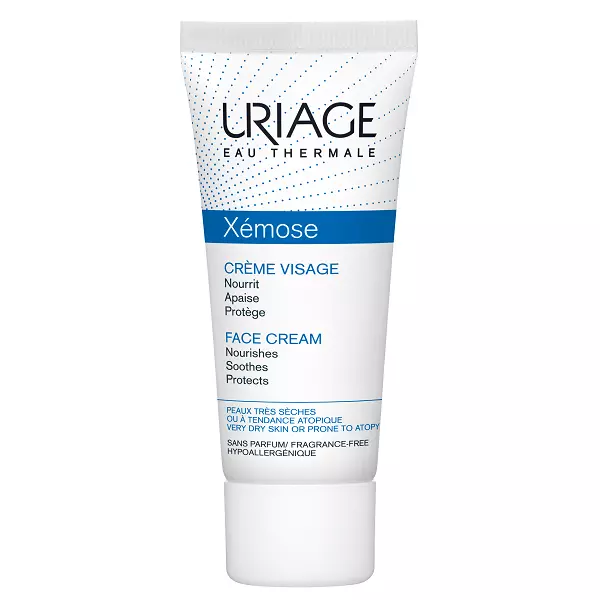 URIAGE
EAU THERMALE
Xémose
CRÈME VISAGE
Nourrit
Apaise
Protège
FACE CREAM
Nourishes
Soothes
Protects
PEAUX TRÈS SÈCHES
OU À TENDANCE ATOPIQUE
VERY DRY SKIN OR PRONE TO ATOPY
SANS PARFUM/ FRAGRANCE-FREE
HYPOALLERGÉNIQUE